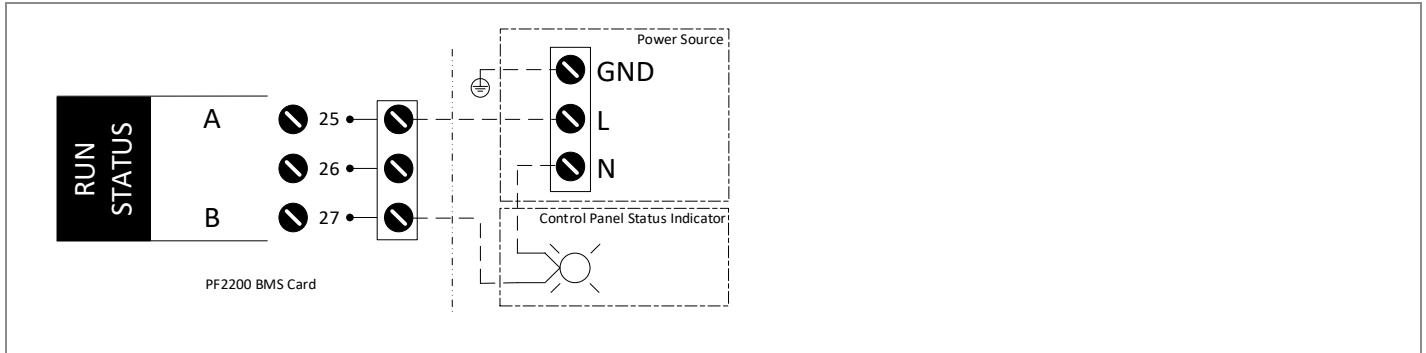 Power Source
GND
RUN
STATUS
A
25
L
26
N
B
27
Control Panel Status Indicator
PF2200 BMS Card